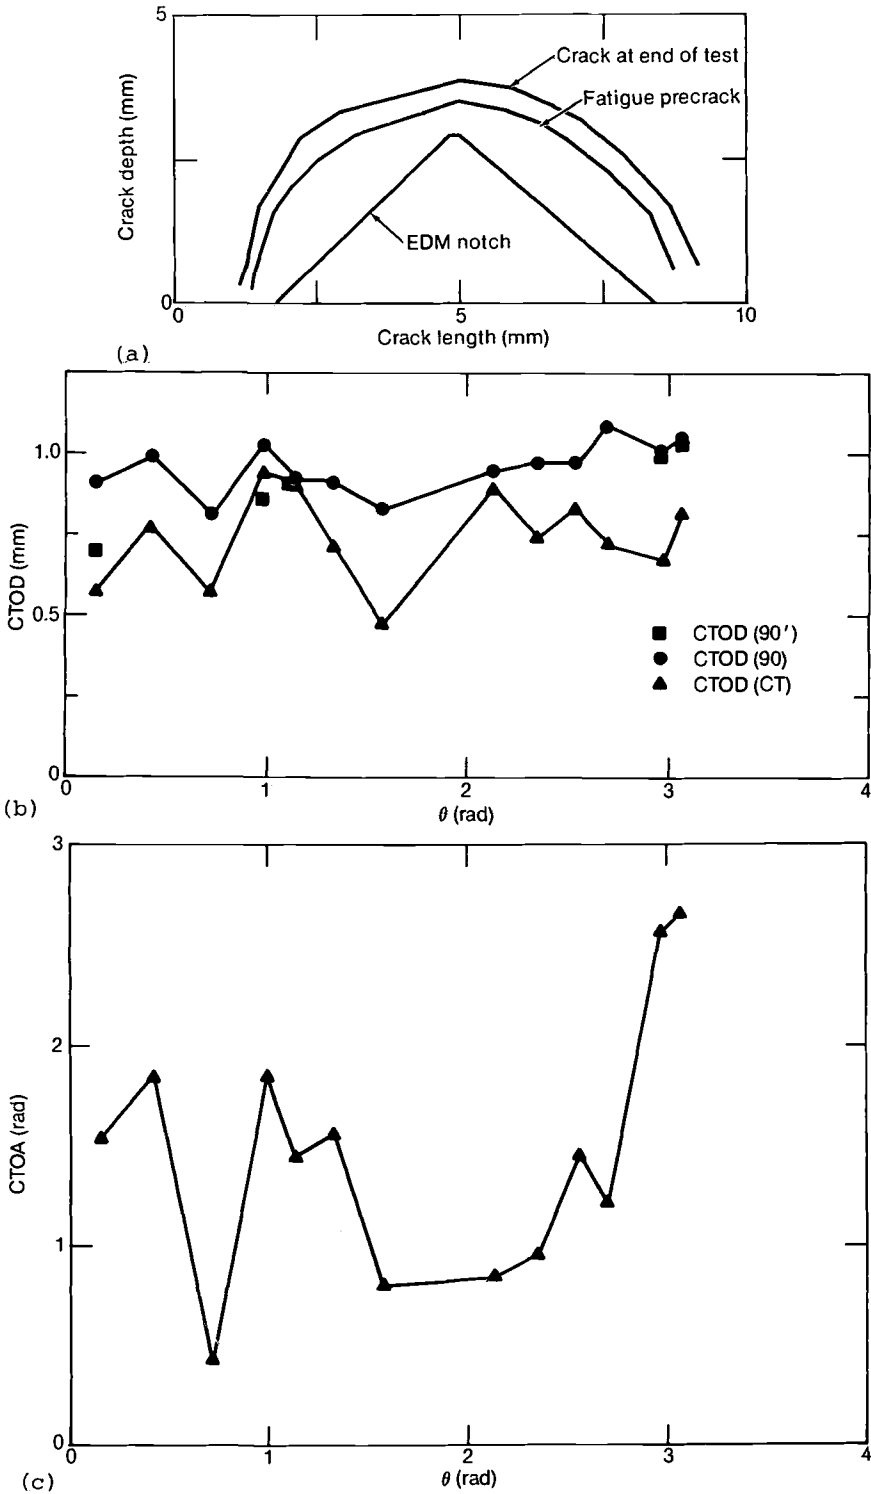 5
Crack at end of test
Fatigue precrack
Crack depth (mm)
EDM notch
0
0
5
10
Crack length (mm)
(a)
1.0
CTOD (mm)
0.5
CTOD (90′)
CTOD (90)
CTOD (CT)
0
0
1
2
3
4
θ (rad)
(b)
3
2
CTOA (rad)
1
0
0
1
2
3
4
θ (rad)
(c)